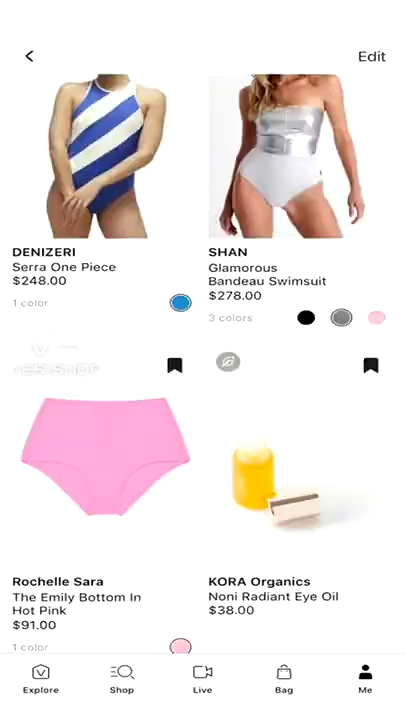 Edit
DENIZERI
Serra One Piece
$248.00
1 color
SHAN
Glamorous
Bandeau Swimsuit
$278.00
3 colors
Rochelle Sara
The Emily Bottom In
Hot Pink
$91.00
1 color
KORA Organics
Noni Radiant Eye Oil
$38.00
Explore
Shop
Live
Bag
Me